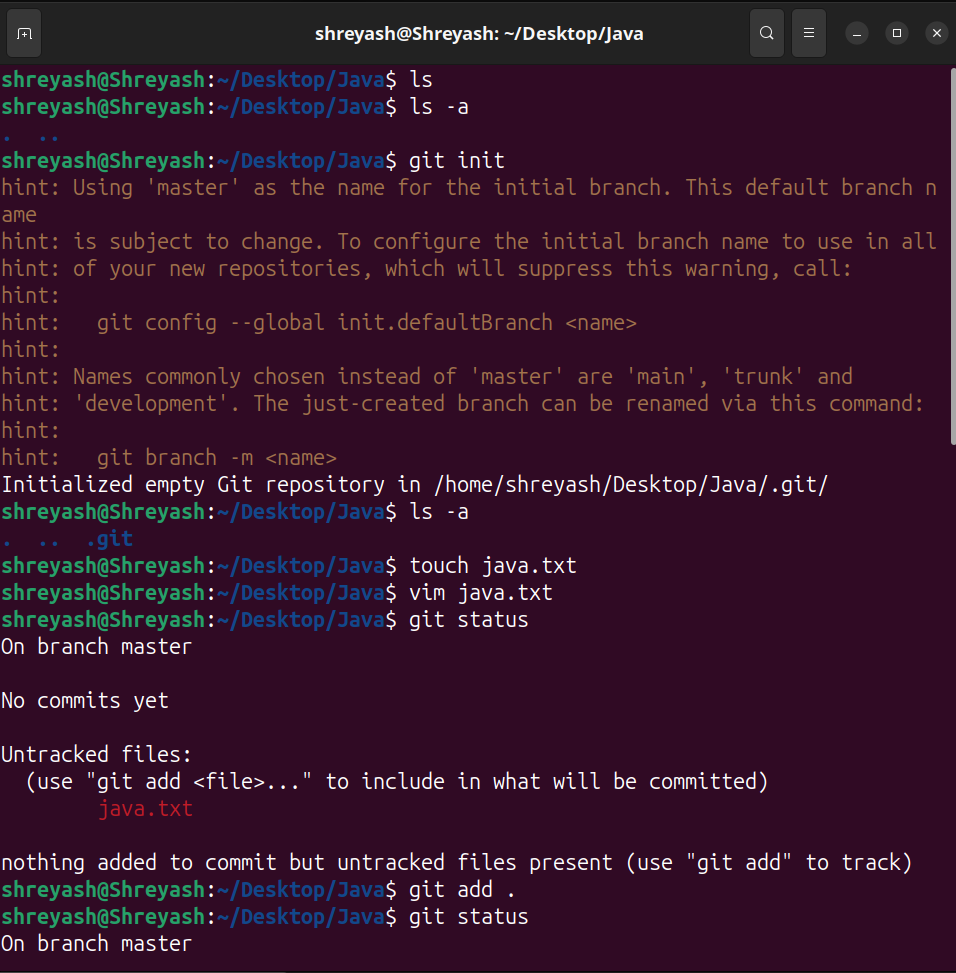 shreyash@Shreyash: ~/Desktop/Java
shreyash@Shreyash:~/Desktop/Java$ ls
shreyash@Shreyash:~/Desktop/Java$ ls -a
.  ..
shreyash@Shreyash:~/Desktop/Java$ git init
hint: Using 'master' as the name for the initial branch. This default branch n
ame
hint: is subject to change. To configure the initial branch name to use in all
hint: of your new repositories, which will suppress this warning, call:
hint:
hint:   git config --global init.defaultBranch <name>
hint:
hint: Names commonly chosen instead of 'master' are 'main', 'trunk' and
hint: 'development'. The just-created branch can be renamed via this command:
hint:
hint:   git branch -m <name>
Initialized empty Git repository in /home/shreyash/Desktop/Java/.git/
shreyash@Shreyash:~/Desktop/Java$ ls -a
.  ..  .git
shreyash@Shreyash:~/Desktop/Java$ touch java.txt
shreyash@Shreyash:~/Desktop/Java$ vim java.txt
shreyash@Shreyash:~/Desktop/Java$ git status
On branch master

No commits yet

Untracked files:
  (use "git add <file>..." to include in what will be committed)
        java.txt

nothing added to commit but untracked files present (use "git add" to track)
shreyash@Shreyash:~/Desktop/Java$ git add .
shreyash@Shreyash:~/Desktop/Java$ git status
On branch master